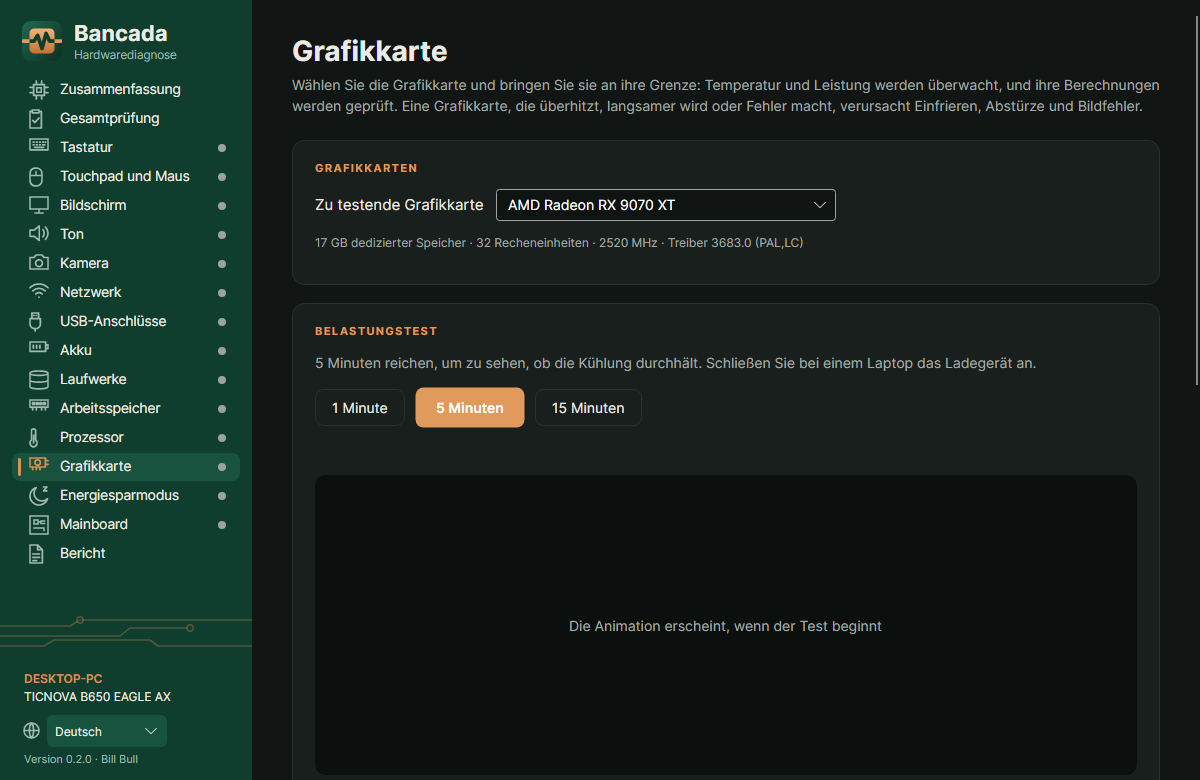 Bancada
Hardwarediagnose
Zusammenfassung
Gesamtprüfung
Tastatur
Touchpad und Maus
Bildschirm
Ton
Kamera
Netzwerk
USB-Anschlüsse
Akku
Laufwerke
Arbeitsspeicher
Prozessor
Grafikkarte
Energiesparmodus
Mainboard
Bericht
DESKTOP-PC
TICNOVA B650 EAGLE AX
Deutsch
Version 0.2.0 · Bill Bull
Grafikkarte
Wählen Sie die Grafikkarte und bringen Sie sie an ihre Grenze: Temperatur und Leistung werden überwacht, und ihre Berechnungen
werden geprüft. Eine Grafikkarte, die überhitzt, langsamer wird oder Fehler macht, verursacht Einfrieren, Abstürze und Bildfehler.
GRAFIKKARTEN
Zu testende Grafikkarte AMD Radeon RX 9070 XT
17 GB dedizierter Speicher · 32 Recheneinheiten · 2520 MHz · Treiber 3683.0 (PAL,LC)
BELASTUNGSTEST
5 Minuten reichen, um zu sehen, ob die Kühlung durchhält. Schließen Sie bei einem Laptop das Ladegerät an.
1 Minute 5 Minuten 15 Minuten
Die Animation erscheint, wenn der Test beginnt